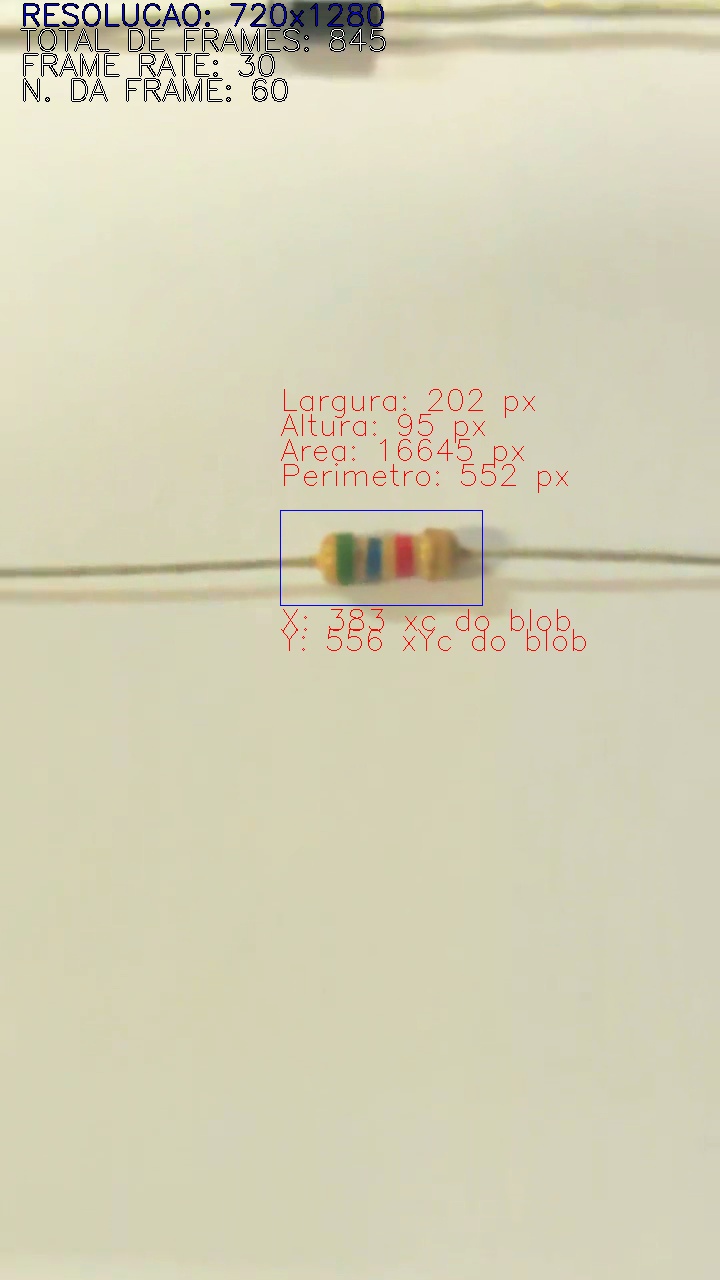 RESOLUCAO: 720x1280
TOTAL DE FRAMES: 845
FRAME RATE: 30
N. DA FRAME: 60
Largura: 202 px
Altura: 95 px
Area: 16645 px
Perimetro: 552 px
X: 383 xc do blob
Y: 556 xYc do blob